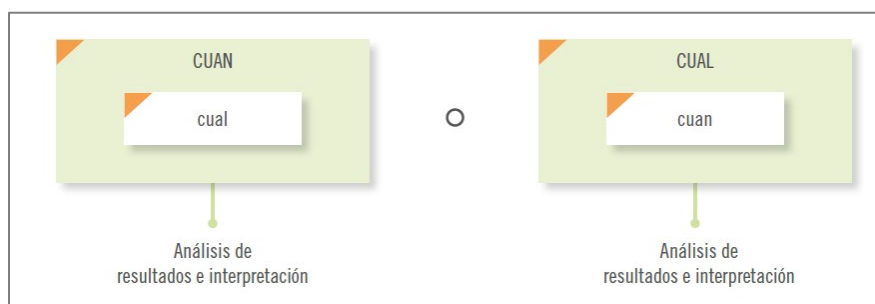 CUAN
cual
Análisis de
resultados e interpretación
O
CUAL
cuan
Análisis de
resultados e interpretación